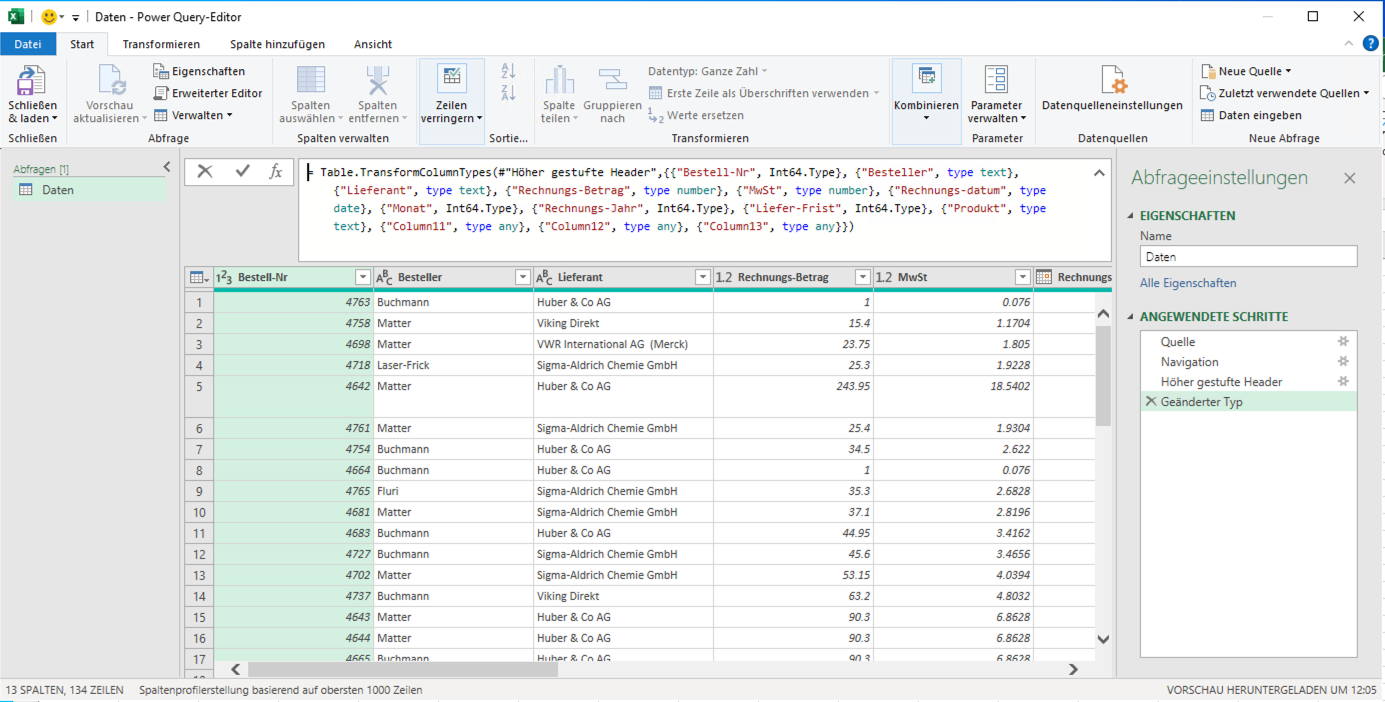 Daten - Power Query-Editor
Datei Start Transformieren Spalte hinzufügen Ansicht
Schließen & laden
Schließen
Vorschau aktualisieren
Eigenschaften
Erweiterter Editor
Verwalten
Abfrage
Spalten auswählen
Spalten entfernen
Spalten verwalten
Zeilen verringern
Sortie...
Spalte teilen
Gruppieren nach
Datentyp: Ganze Zahl
Erste Zeile als Überschriften verwenden
Werte ersetzen
Transformieren
Kombinieren
Parameter verwalten
Parameter
Datenquelleneinstellungen
Datenquellen
Neue Quelle
Zuletzt verwendete Quellen
Daten eingeben
Neue Abfrage
Abfragen [1]
Daten
= Table.TransformColumnTypes(#"Höher gestufte Header",{{"Bestell-Nr", Int64.Type}, {"Besteller", type text},
{"Lieferant", type text}, {"Rechnungs-Betrag", type number}, {"MwSt", type number}, {"Rechnungs-datum", type
date}, {"Monat", Int64.Type}, {"Rechnungs-Jahr", Int64.Type}, {"Liefer-Frist", Int64.Type}, {"Produkt", type
text}, {"Column11", type any}, {"Column12", type any}, {"Column13", type any}})
Bestell-Nr Besteller Lieferant Rechnungs-Betrag MwSt Rechnungs
1 4763 Buchmann Huber & Co AG 1 0.076
2 4758 Matter Viking Direkt 15.4 1.1704
3 4698 Matter VWR International AG (Merck) 23.75 1.805
4 4718 Laser-Frick Sigma-Aldrich Chemie GmbH 25.3 1.9228
5 4642 Matter Huber & Co AG 243.95 18.5402
6 4761 Matter Sigma-Aldrich Chemie GmbH 25.4 1.9304
7 4754 Buchmann Huber & Co AG 34.5 2.622
8 4664 Buchmann Huber & Co AG 1 0.076
9 4765 Fluri Sigma-Aldrich Chemie GmbH 35.3 2.6828
10 4681 Matter Sigma-Aldrich Chemie GmbH 37.1 2.8196
11 4683 Buchmann Huber & Co AG 44.95 3.4162
12 4727 Buchmann Sigma-Aldrich Chemie GmbH 45.6 3.4656
13 4702 Matter Sigma-Aldrich Chemie GmbH 53.15 4.0394
14 4737 Buchmann Viking Direkt 63.2 4.8032
15 4643 Matter Huber & Co AG 90.3 6.8628
16 4644 Matter Huber & Co AG 90.3 6.8628
17 4665 Buchmann Huber & Co AG 90.3 6.8628
Abfrageeinstellungen
EIGENSCHAFTEN
Name
Daten
Alle Eigenschaften
ANGEWENDETE SCHRITTE
Quelle
Navigation
Höher gestufte Header
Geänderter Typ
13 SPALTEN, 134 ZEILEN Spaltenprofilerstellung basierend auf obersten 1000 Zeilen
VORSCHAU HERUNTERGELADEN UM 12:05